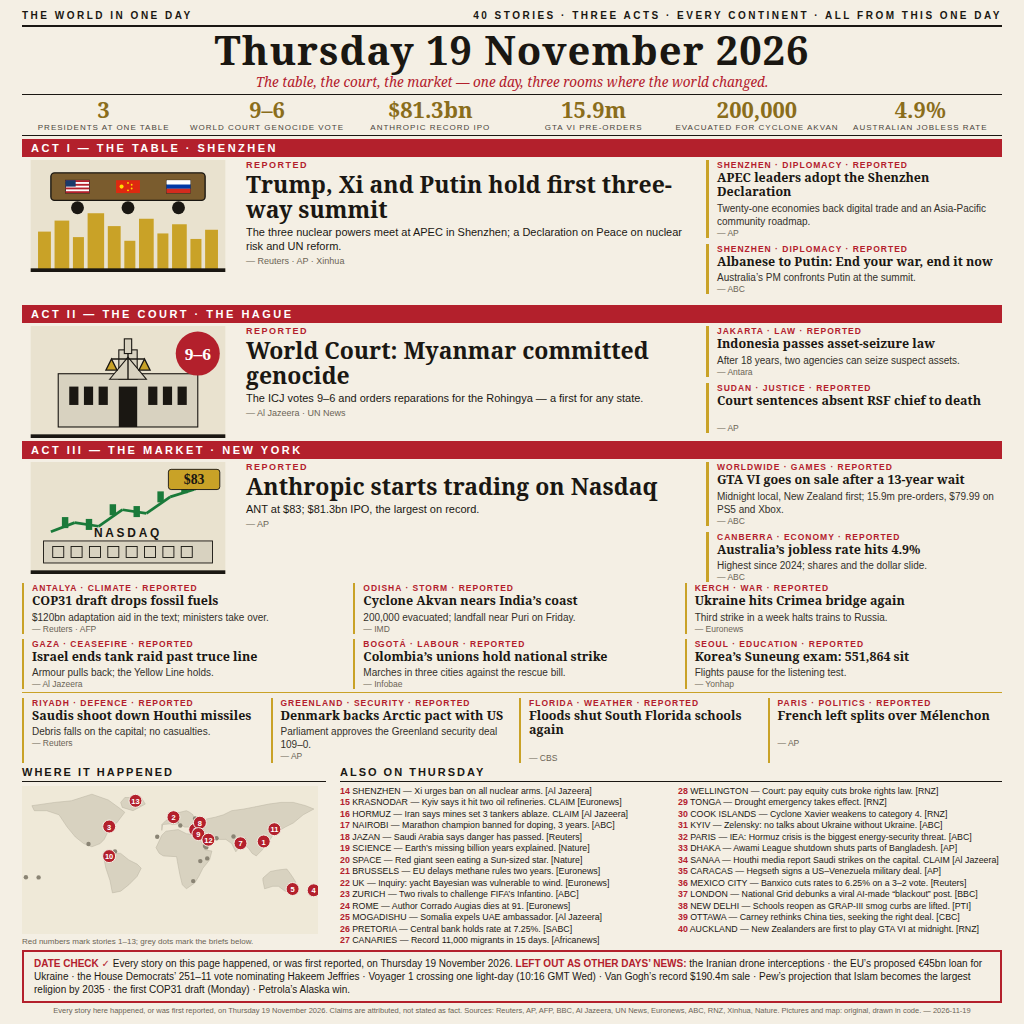 THE WORLD IN ONE DAY
40 STORIES · THREE ACTS · EVERY CONTINENT · ALL FROM THIS ONE DAY
Thursday 19 November 2026
The table, the court, the market — one day, three rooms where the world changed.
3
PRESIDENTS AT ONE TABLE
9–6
WORLD COURT GENOCIDE VOTE
$81.3bn
ANTHROPIC RECORD IPO
15.9m
GTA VI PRE-ORDERS
200,000
EVACUATED FOR CYCLONE AKVAN
4.9%
AUSTRALIAN JOBLESS RATE
ACT I — THE TABLE · SHENZHEN
REPORTED
Trump, Xi and Putin hold first three-
way summit
The three nuclear powers meet at APEC in Shenzhen; a Declaration on Peace on nuclear
risk and UN reform.
— Reuters · AP · Xinhua
SHENZHEN · DIPLOMACY · REPORTED
APEC leaders adopt the Shenzhen
Declaration
Twenty-one economies back digital trade and an Asia-Pacific
community roadmap.
— AP
SHENZHEN · DIPLOMACY · REPORTED
Albanese to Putin: End your war, end it now
Australia's PM confronts Putin at the summit.
— ABC
ACT II — THE COURT · THE HAGUE
9–6
REPORTED
World Court: Myanmar committed
genocide
The ICJ votes 9–6 and orders reparations for the Rohingya — a first for any state.
— Al Jazeera · UN News
JAKARTA · LAW · REPORTED
Indonesia passes asset-seizure law
After 18 years, two agencies can seize suspect assets.
— Antara
SUDAN · JUSTICE · REPORTED
Court sentences absent RSF chief to death
— AP
ACT III — THE MARKET · NEW YORK
$83
NASDAQ
REPORTED
Anthropic starts trading on Nasdaq
ANT at $83; $81.3bn IPO, the largest on record.
— AP
WORLDWIDE · GAMES · REPORTED
GTA VI goes on sale after a 13-year wait
Midnight local, New Zealand first; 15.9m pre-orders, $79.99 on
PS5 and Xbox.
— ABC
CANBERRA · ECONOMY · REPORTED
Australia's jobless rate hits 4.9%
Highest since 2024; shares and the dollar slide.
— ABC
ANTALYA · CLIMATE · REPORTED
COP31 draft drops fossil fuels
$120bn adaptation aid in the text; ministers take over.
— Reuters · AFP
ODISHA · STORM · REPORTED
Cyclone Akvan nears India's coast
200,000 evacuated; landfall near Puri on Friday.
— IMD
KERCH · WAR · REPORTED
Ukraine hits Crimea bridge again
Third strike in a week halts trains to Russia.
— Euronews
GAZA · CEASEFIRE · REPORTED
Israel ends tank raid past truce line
Armour pulls back; the Yellow Line holds.
— Al Jazeera
BOGOTÁ · LABOUR · REPORTED
Colombia's unions hold national strike
Marches in three cities against the rescue bill.
— Infobae
SEOUL · EDUCATION · REPORTED
Korea's Suneung exam: 551,864 sit
Flights pause for the listening test.
— Yonhap
RIYADH · DEFENCE · REPORTED
Saudis shoot down Houthi missiles
Debris falls on the capital; no casualties.
— Reuters
GREENLAND · SECURITY · REPORTED
Denmark backs Arctic pact with US
Parliament approves the Greenland security deal
109–0.
— AP
FLORIDA · WEATHER · REPORTED
Floods shut South Florida schools
again
— CBS
PARIS · POLITICS · REPORTED
French left splits over Mélenchon
— AP
WHERE IT HAPPENED
13
2
3
8
9
12
7
1
11
10
5
4
Red numbers mark stories 1–13; grey dots mark the briefs below.
ALSO ON THURSDAY
14 SHENZHEN — Xi urges ban on all nuclear arms. [Al Jazeera]
15 KRASNODAR — Kyiv says it hit two oil refineries. CLAIM [Euronews]
16 HORMUZ — Iran says mines set 3 tankers ablaze. CLAIM [Al Jazeera]
17 NAIROBI — Marathon champion banned for doping, 3 years. [ABC]
18 JAZAN — Saudi Arabia says danger has passed. [Reuters]
19 SCIENCE — Earth's missing billion years explained. [Nature]
20 SPACE — Red giant seen eating a Sun-sized star. [Nature]
21 BRUSSELS — EU delays methane rules two years. [Euronews]
22 UK — Inquiry: yacht Bayesian was vulnerable to wind. [Euronews]
23 ZURICH — Two rivals to challenge FIFA's Infantino. [ABC]
24 ROME — Author Corrado Augias dies at 91. [Euronews]
25 MOGADISHU — Somalia expels UAE ambassador. [Al Jazeera]
26 PRETORIA — Central bank holds rate at 7.25%. [SABC]
27 CANARIES — Record 11,000 migrants in 15 days. [Africanews]
28 WELLINGTON — Court: pay equity cuts broke rights law. [RNZ]
29 TONGA — Drought emergency takes effect. [RNZ]
30 COOK ISLANDS — Cyclone Xavier weakens to category 4. [RNZ]
31 KYIV — Zelensky: no talks about Ukraine without Ukraine. [ABC]
32 PARIS — IEA: Hormuz crisis is the biggest energy-security threat. [ABC]
33 DHAKA — Awami League shutdown shuts parts of Bangladesh. [AP]
34 SANAA — Houthi media report Saudi strikes on the capital. CLAIM [Al Jazeera]
35 CARACAS — Hegseth signs a US–Venezuela military deal. [AP]
36 MEXICO CITY — Banxico cuts rates to 6.25% on a 3–2 vote. [Reuters]
37 LONDON — National Grid debunks a viral AI-made “blackout” post. [BBC]
38 NEW DELHI — Schools reopen as GRAP-III smog curbs are lifted. [PTI]
39 OTTAWA — Carney rethinks China ties, seeking the right deal. [CBC]
40 AUCKLAND — New Zealanders are first to play GTA VI at midnight. [RNZ]
DATE CHECK ✓ Every story on this page happened, or was first reported, on Thursday 19 November 2026. LEFT OUT AS OTHER DAYS' NEWS: the Iranian drone interceptions · the EU's proposed €45bn loan for
Ukraine · the House Democrats' 251–11 vote nominating Hakeem Jeffries · Voyager 1 crossing one light-day (10:16 GMT Wed) · Van Gogh's record $190.4m sale · Pew's projection that Islam becomes the largest
religion by 2035 · the first COP31 draft (Monday) · Petrola's Alaska win.
Every story here happened, or was first reported, on Thursday 19 November 2026. Claims are attributed, not stated as fact. Sources: Reuters, AP, AFP, BBC, Al Jazeera, UN News, Euronews, ABC, RNZ, Xinhua, Nature. Pictures and map: original, drawn in code. — 2026-11-19